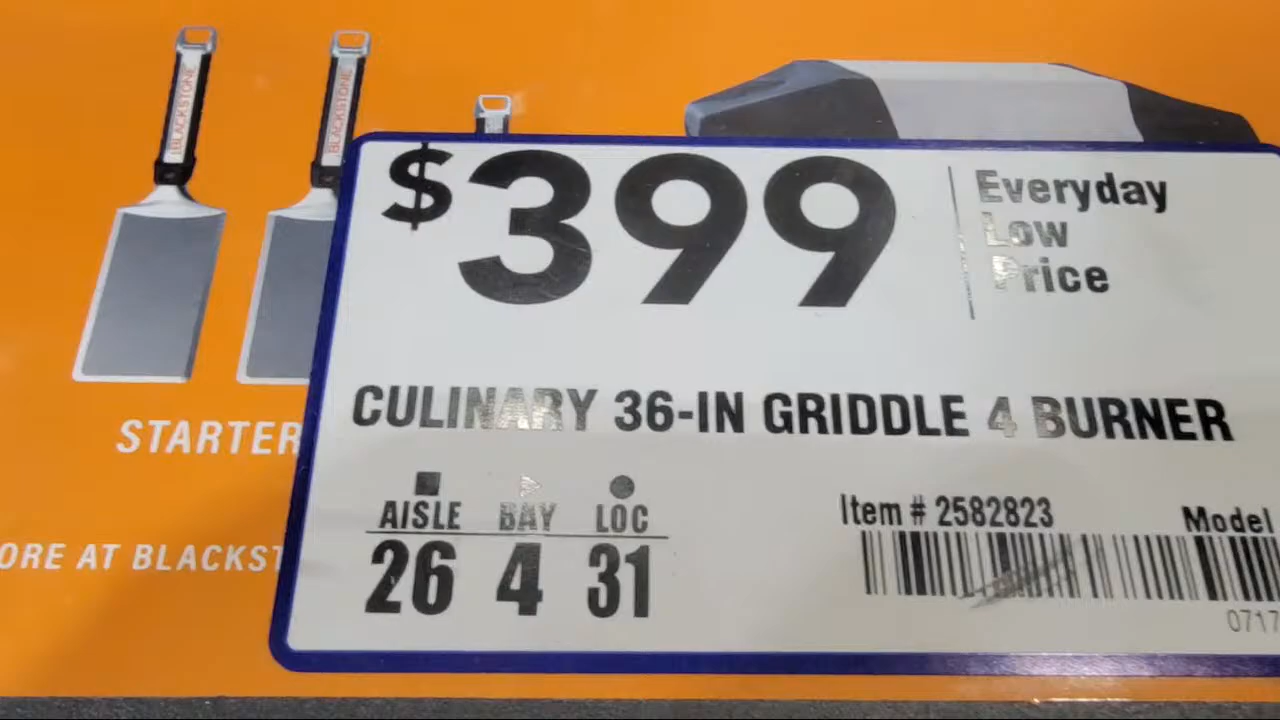 BLACKSTONE
BLACKSTONE
$399
Everyday
Low
Price
CULINARY 36-IN GRIDDLE 4 BURNER
STARTER
AISLE BAY LOC
26 4 31
Item # 2582823
Model
ORE AT BLACKST
0717